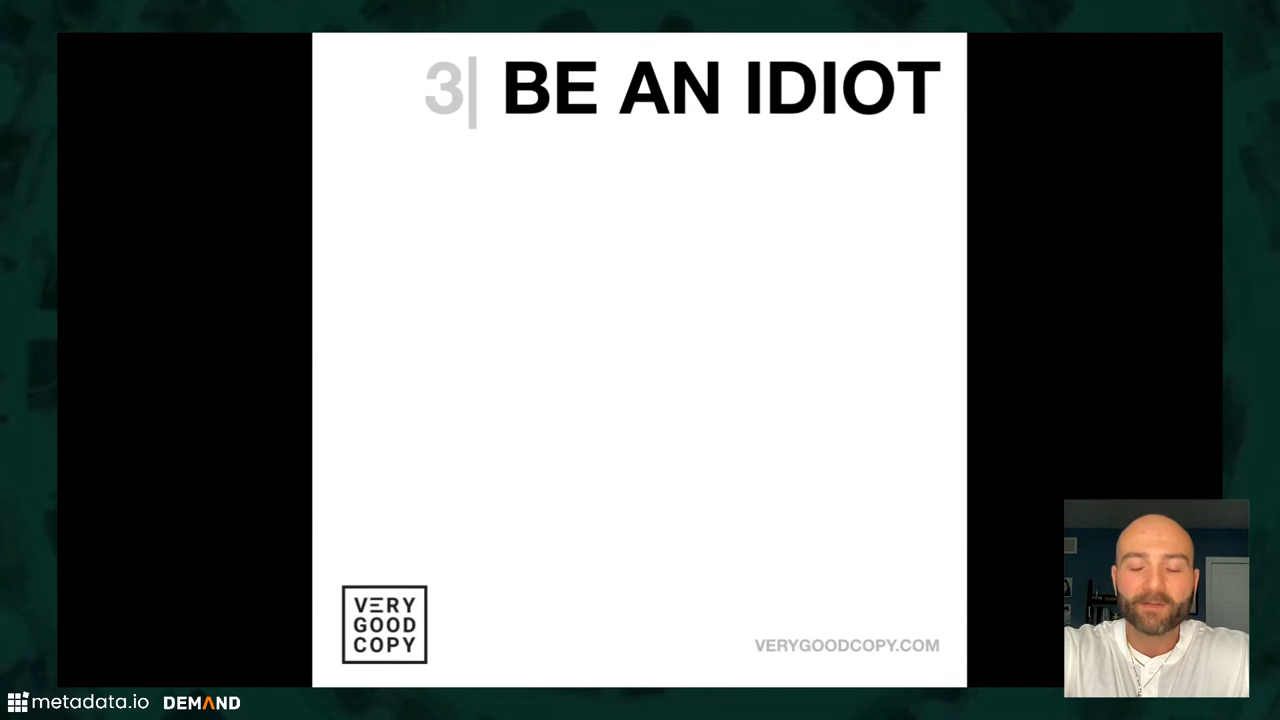 3| BE AN IDIOT
VERY
GOOD
COPY
VERYGOODCOPY.COM
metadata.io DEMAND